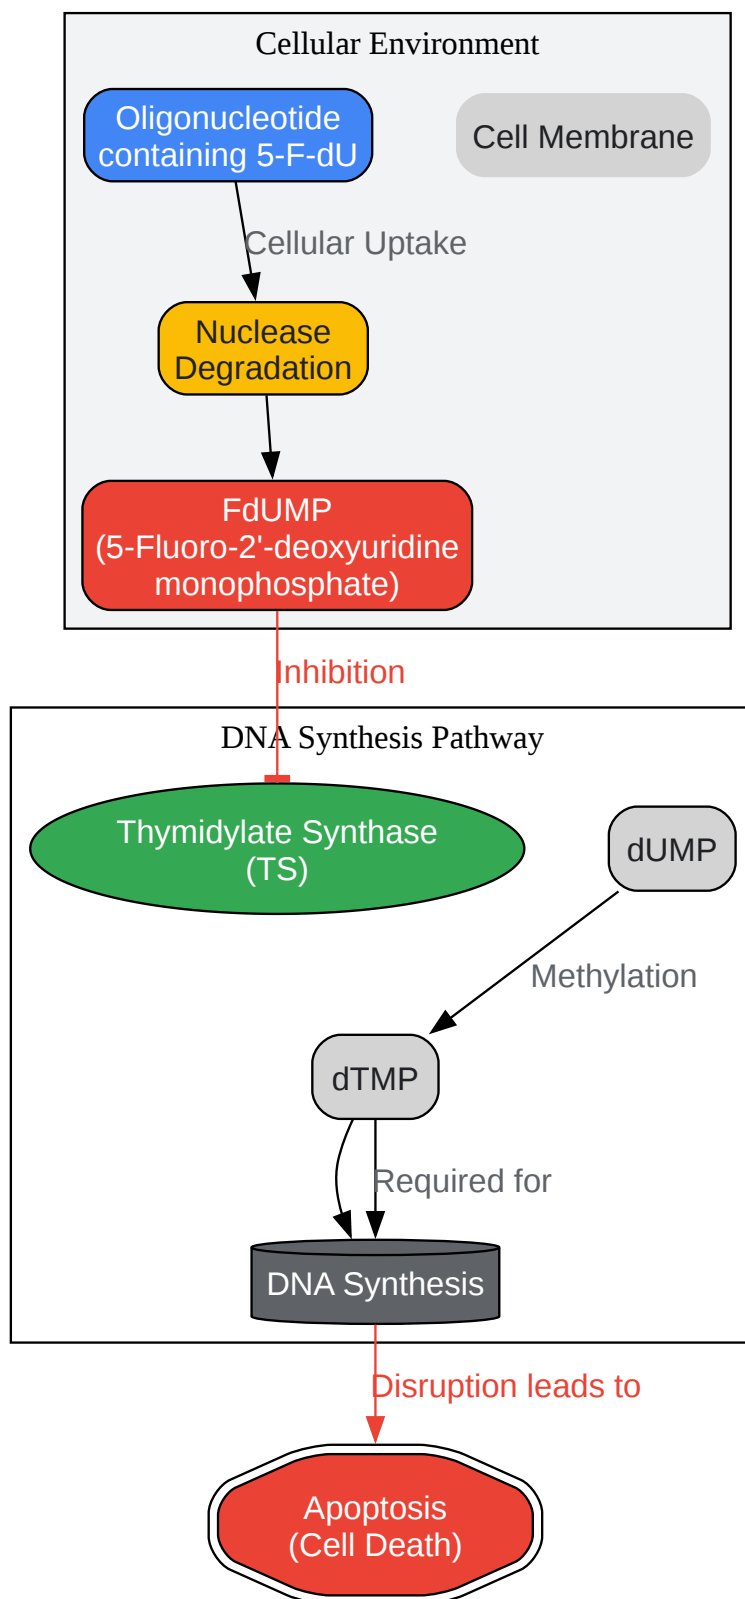 Cellular Environment
Oligonucleotide
containing 5-F-dU
Cell Membrane
Cellular Uptake
Nuclease
Degradation
FdUMP
(5-Fluoro-2'-deoxyuridine
monophosphate)
Inhibition
DNA Synthesis Pathway
Thymidylate Synthase
(TS)
dUMP
Methylation
dTMP
Required for
DNA Synthesis
Disruption leads to
Apoptosis
(Cell Death)